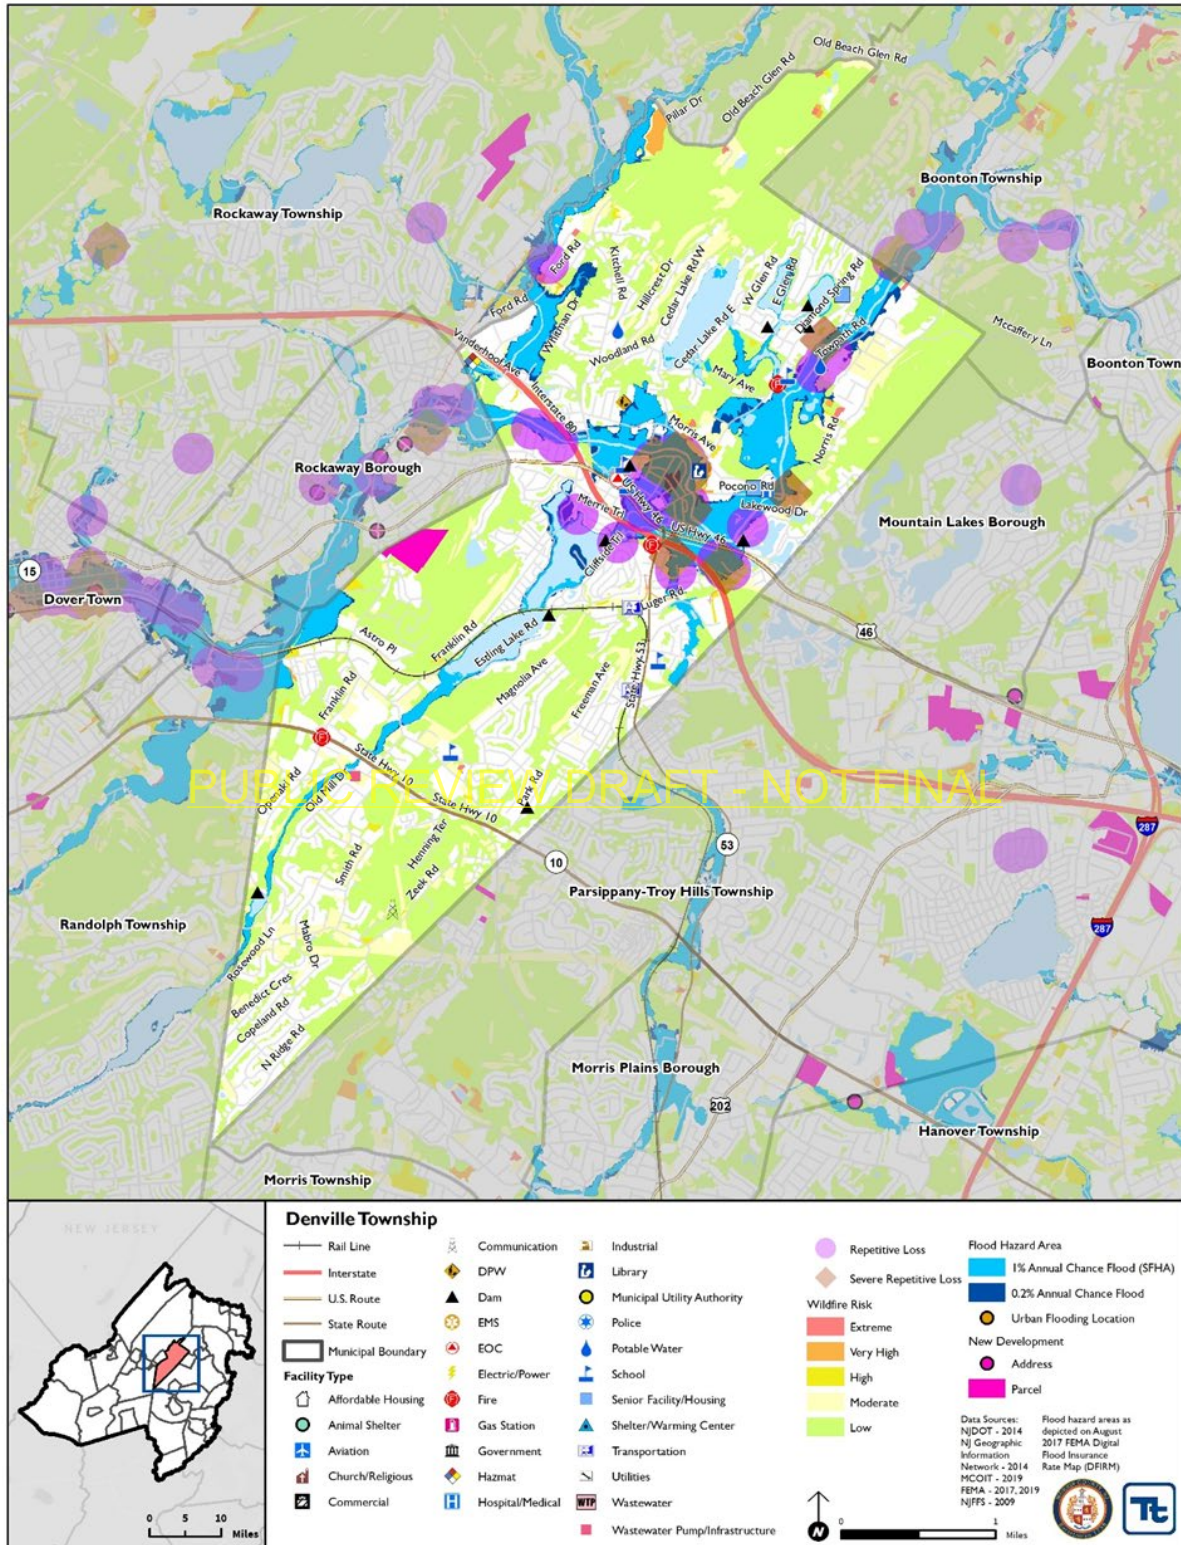 Old Beach Glen Rd
Old Beach Glen Rd
Pillar Dr
Boonton Township
Rockaway Township
Ford Rd
Kitchell Rd
Hillcrest Dr
Cedar Lake Rd W
W Glen Rd
E Glen Rd
Diamond Spring Rd
Ford Rd
Whitman Dr
Woodland Rd
Cedar Lake Rd E
Towpath Rd
Mccaffery Ln
Vanderhoof Ave
Mary Ave
Boonton Town
Interstate 80
Morris Ave
Norris Rd
Rockaway Borough
Pocono Rd
US Hwy 46
Lakewood Dr
Merrie Trl
US Hwy 46
Mountain Lakes Borough
Cliffside Trl
15
Dover Town
Luger Rd
46
Astro Pl
Franklin Rd
Estling Lake Rd
Magnolia Ave
Freeman Ave
State Hwy 53
Franklin Rd
State Hwy 10
PUBLIC REVIEW DRAFT - NOT FINAL
Openaki Rd
Old Mill D
State Hwy 10
Park Rd
287
Henning Ter
53
Smith Rd
10
Zeek Rd
Parsippany-Troy Hills Township
Randolph Township
287
Rosewood Ln
Mabro Dr
Benedict Cres
Copeland Rd
N Ridge Rd
Morris Plains Borough
202
Hanover Township
Morris Township
NEW JERSEY
0 5 10
Miles
Denville Township
Rail Line
Interstate
U.S. Route
State Route
Municipal Boundary
Facility Type
Affordable Housing
Animal Shelter
Aviation
Church/Religious
Commercial
Communication
DPW
Dam
EMS
EOC
Electric/Power
F Fire
Gas Station
Government
Hazmat
H Hospital/Medical
Industrial
Library
Municipal Utility Authority
Police
Potable Water
School
Senior Facility/Housing
Shelter/Warming Center
Transportation
Utilities
WTP Wastewater
Wastewater Pump/Infrastructure
Repetitive Loss
Severe Repetitive Loss
Wildfire Risk
Extreme
Very High
High
Moderate
Low
Flood Hazard Area
1% Annual Chance Flood (SFHA)
0.2% Annual Chance Flood
Urban Flooding Location
New Development
Address
Parcel
Data Sources:
NJDOT - 2014
NJ Geographic
Information
Network - 2014
MCOIT - 2019
FEMA - 2017, 2019
NJFFS - 2009
Flood hazard areas as
depicted on August
2017 FEMA Digital
Flood Insurance
Rate Map (DFIRM)
N
0 1
Miles
Tt